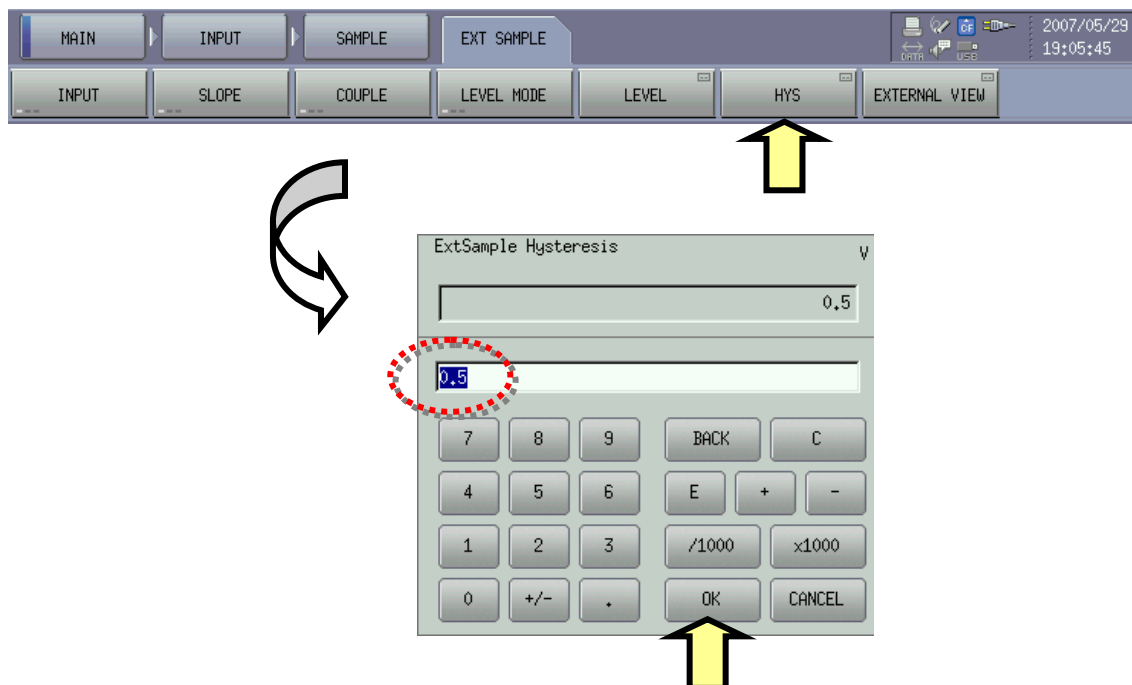 MAIN INPUT SAMPLE EXT SAMPLE CF DATA USB 2007/05/29
19:05:45
INPUT SLOPE COUPLE LEVEL MODE LEVEL HYS EXTERNAL VIEW
ExtSample Hysteresis V
0.5
0.5
7 8 9 BACK C
4 5 6 E + -
1 2 3 /1000 x1000
0 +/- . OK CANCEL